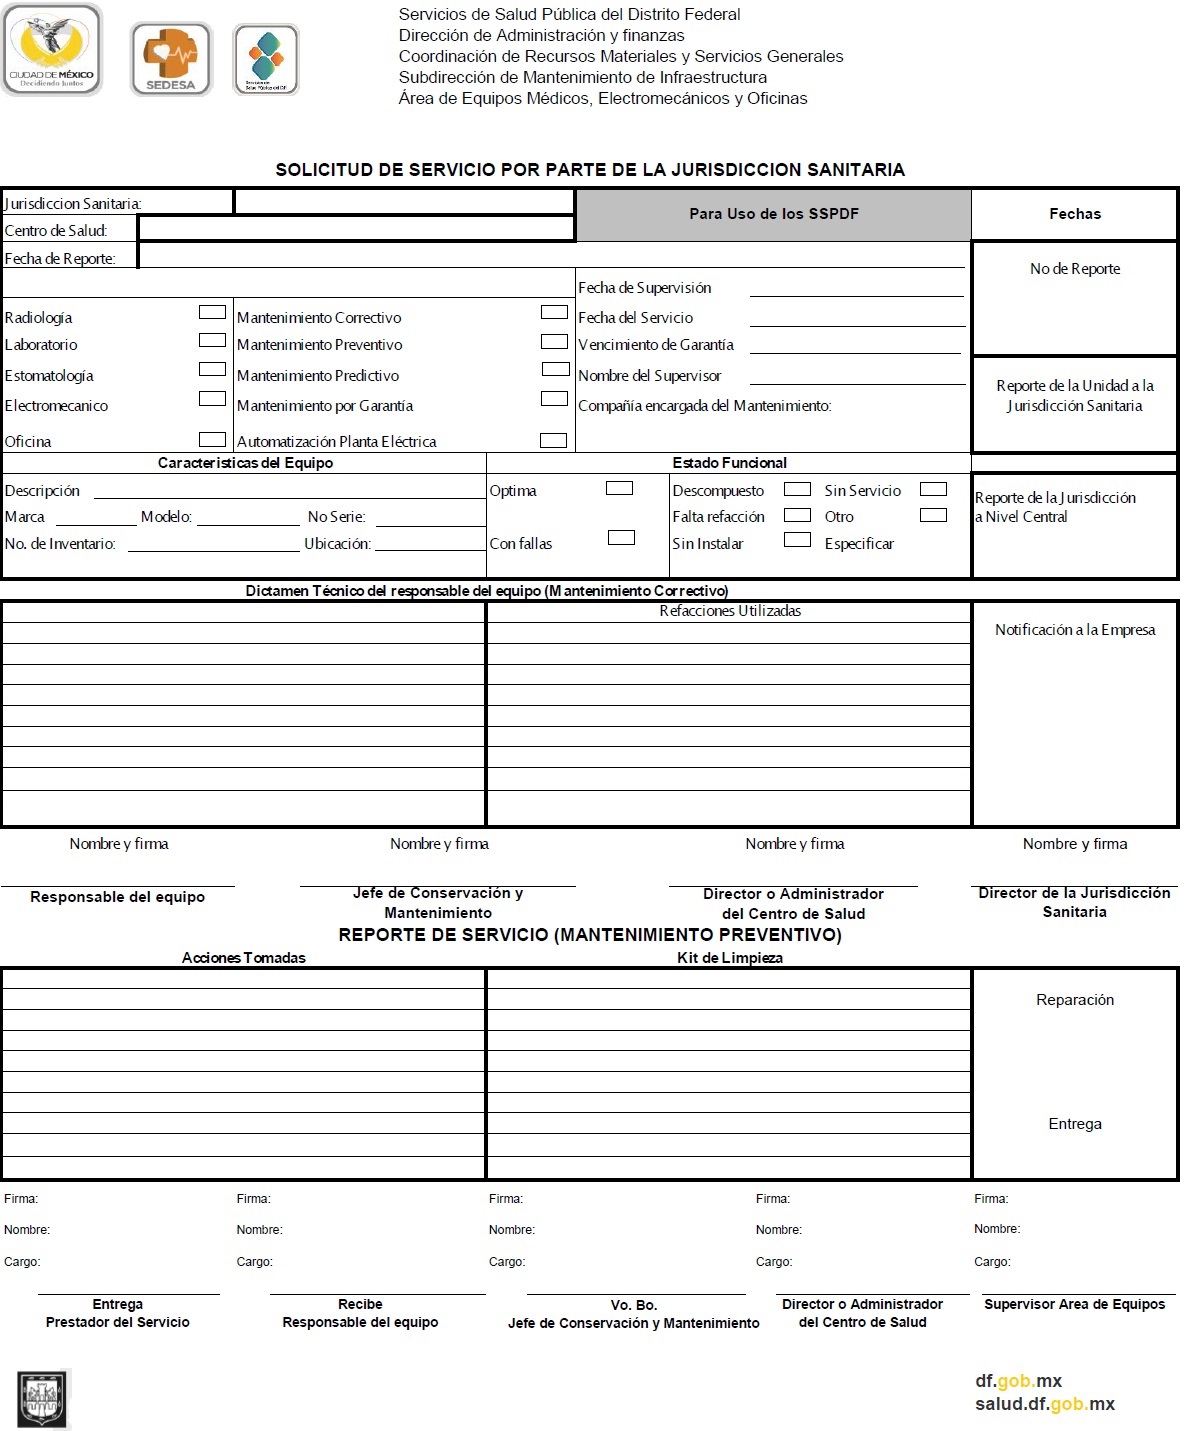 CIUDAD DE MÉXICO
Decidiendo Juntos
SEDESA
Servicios de
Salud Pública del DF
Servicios de Salud Pública del Distrito Federal
Dirección de Administración y finanzas
Coordinación de Recursos Materiales y Servicios Generales
Subdirección de Mantenimiento de Infraestructura
Área de Equipos Médicos, Electromecánicos y Oficinas
SOLICITUD DE SERVICIO POR PARTE DE LA JURISDICCION SANITARIA
Jurisdiccion Sanitaria:
Centro de Salud:
Fecha de Reporte:
Para Uso de los SSPDF
Fechas
No de Reporte
Radiología
Laboratorio
Estomatología
Electromecanico
Oficina
Mantenimiento Correctivo
Mantenimiento Preventivo
Mantenimiento Predictivo
Mantenimiento por Garantía
Automatización Planta Eléctrica
Fecha de Supervisión
Fecha del Servicio
Vencimiento de Garantía
Nombre del Supervisor
Compañía encargada del Mantenimiento:
Reporte de la Unidad a la
Jurisdicción Sanitaria
Caracteristicas del Equipo
Estado Funcional
Descripción
Marca Modelo: No Serie:
No. de Inventario: Ubicación:
Optima
Con fallas
Descompuesto Sin Servicio
Falta refacción Otro
Sin Instalar Especificar
Reporte de la Jurisdicción
a Nivel Central
Dictamen Técnico del responsable del equipo (Mantenimiento Correctivo)
Refacciones Utilizadas
Notificación a la Empresa
Nombre y firma
Responsable del equipo
Nombre y firma
Jefe de Conservación y
Mantenimiento
Nombre y firma
Director o Administrador
del Centro de Salud
Nombre y firma
Director de la Jurisdicción
Sanitaria
REPORTE DE SERVICIO (MANTENIMIENTO PREVENTIVO)
Acciones Tomadas
Kit de Limpieza
Reparación
Entrega
Firma:
Nombre:
Cargo:
Entrega
Prestador del Servicio
Firma:
Nombre:
Cargo:
Recibe
Responsable del equipo
Firma:
Nombre:
Cargo:
Vo. Bo.
Jefe de Conservación y Mantenimiento
Firma:
Nombre:
Cargo:
Director o Administrador
del Centro de Salud
Firma:
Nombre:
Cargo:
Supervisor Area de Equipos
df.gob.mx
salud.df.gob.mx